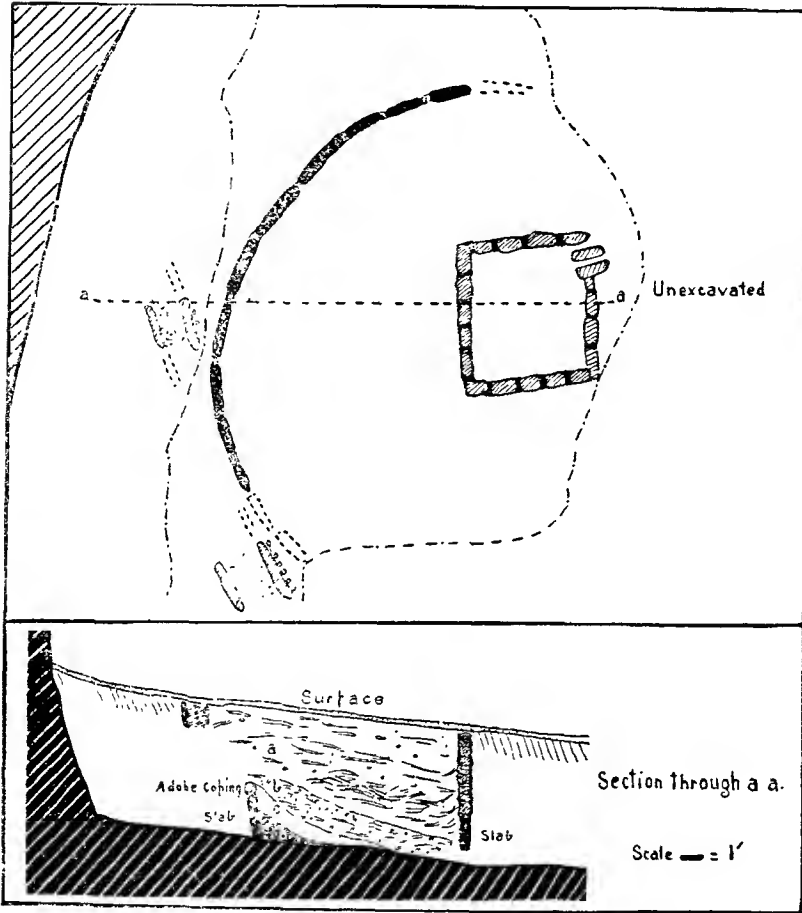 a
a
Unexcavated
Surface
a
Adobe Coping
b
Slab
Slab
Section through a a.
Scale = 1'